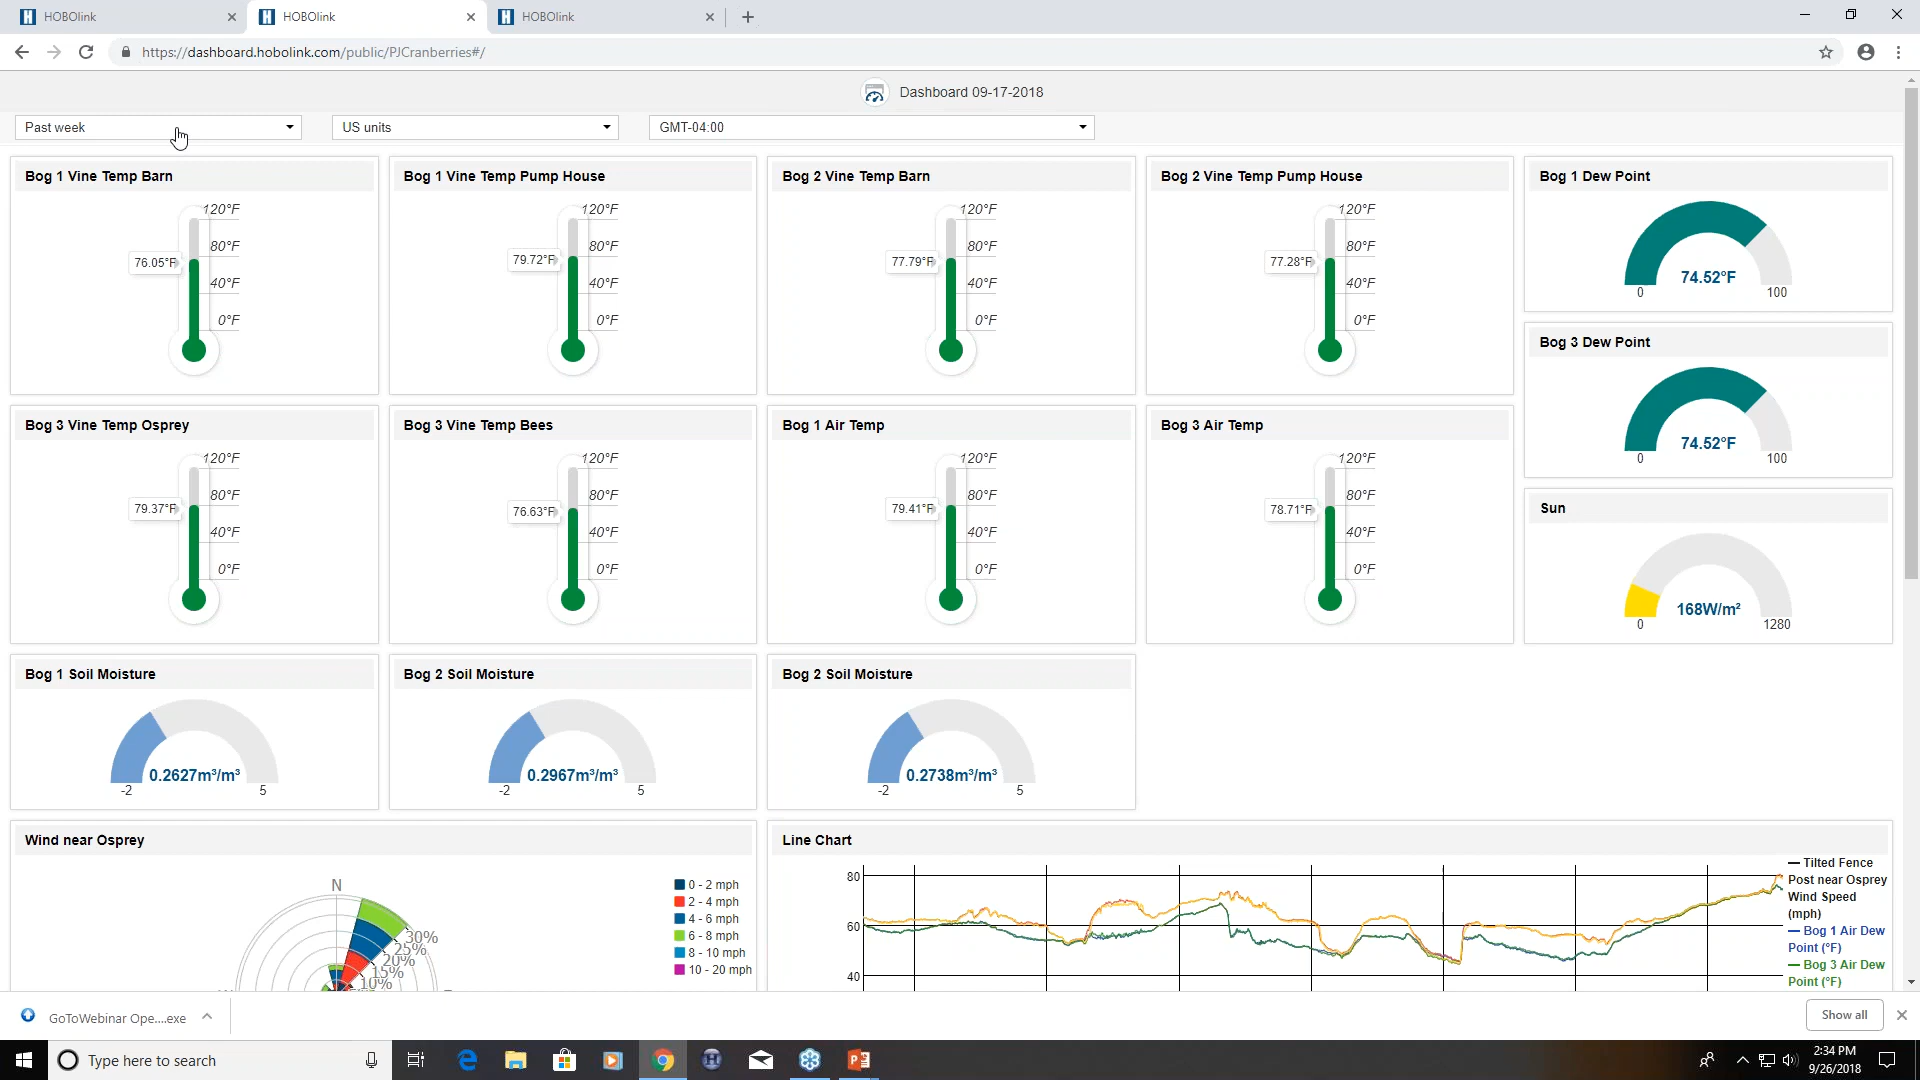 HOBOlink
HOBOlink
HOBOlink
https://dashboard.hobolink.com/public/PJCranberries#/
Dashboard 09-17-2018
Past week
US units
GMT-04:00
Bog 1 Vine Temp Barn
120°F
80°F
76.05°F
40°F
0°F
Bog 1 Vine Temp Pump House
120°F
80°F
79.72°F
40°F
0°F
Bog 2 Vine Temp Barn
120°F
80°F
77.79°F
40°F
0°F
Bog 2 Vine Temp Pump House
120°F
80°F
77.28°F
40°F
0°F
Bog 1 Dew Point
74.52°F
0 100
Bog 3 Dew Point
74.52°F
0 100
Bog 3 Vine Temp Osprey
120°F
80°F
79.37°F
40°F
0°F
Bog 3 Vine Temp Bees
120°F
80°F
76.63°F
40°F
0°F
Bog 1 Air Temp
120°F
80°F
79.41°F
40°F
0°F
Bog 3 Air Temp
120°F
80°F
78.71°F
40°F
0°F
Sun
168W/m²
0 1280
Bog 1 Soil Moisture
0.2627m³/m³
-2 5
Bog 2 Soil Moisture
0.2967m³/m³
-2 5
Bog 2 Soil Moisture
0.2738m³/m³
-2 5
Wind near Osprey
N
30%
25%
20%
15%
10%
0 - 2 mph
2 - 4 mph
4 - 6 mph
6 - 8 mph
8 - 10 mph
10 - 20 mph
Line Chart
80
60
40
Tilted Fence
Post near Osprey
Wind Speed
(mph)
Bog 1 Air Dew
Point (°F)
Bog 3 Air Dew
Point (°F)
GoToWebinar Ope....exe
Show all
Type here to search
2:34 PM
9/26/2018